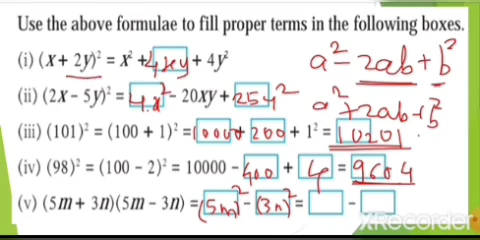 Use the above formulae to fill proper terms in the following boxes.
(i) (x + 2y)² = x² + 4xy + 4y²
a² - 2ab + b²
(ii) (2x - 5y)² = 4x² - 20xy + 25y²
a² + 2ab + b²
(iii) (101)² = (100 + 1)² = 10000 + 200 + 1² = 10201
(iv) (98)² = (100 - 2)² = 10000 - 400 + 4 = 9604
(v) (5m + 3n)(5m - 3n) = (5m)² - (3n)² = -
XRecorder